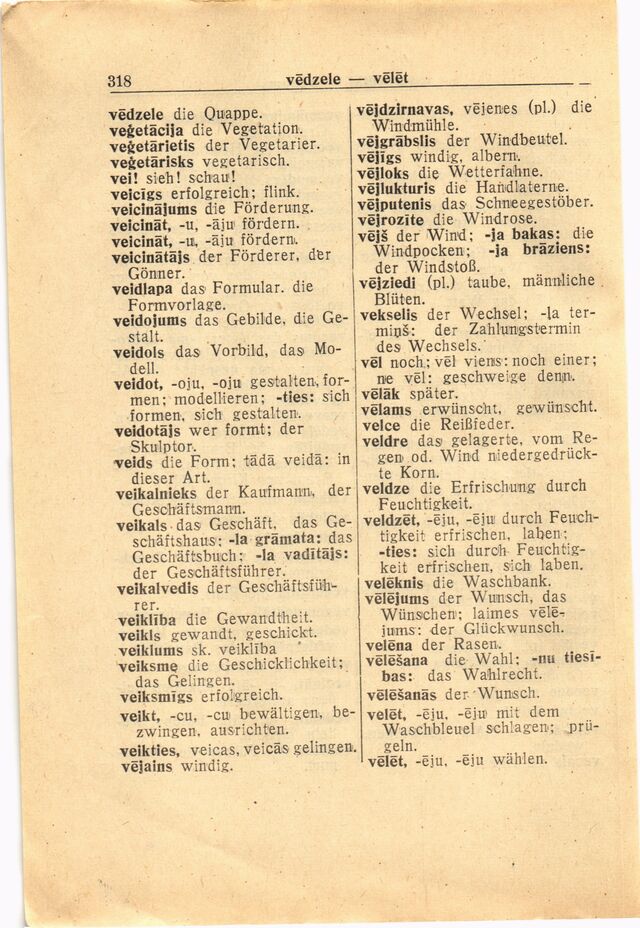 318
vēdzele — vēlēt
vēdzele die Quappe.
veģetācija die Vegetation.
veģetārietis der Vegetarier.
veģetārisks vegetarisch.
vei! sieh! schau!
veicīgs erfolgreich; flink.
veicinājums die Förderung.
veicināt, -u, -āju fördern.
veicināt, -u, -āju fördern.
veicinātājs der Förderer, der
Gönner.
veidlapa das Formular. die
Formvorlage.
veidojums das Gebilde, die Ge-
stalt.
veidols das Vorbild, das Mo-
dell.
veidot, -oju, -oju gestalten, for-
men; modellieren; -ties: sich
formen, sich gestalten.
veidotājs wer formt; der
Skulptor.
veids die Form; tādā veidā: in
dieser Art.
veikalnieks der Kaufmann, der
Geschäftsmann.
veikals das Geschäft, das Ge-
schäftshaus; -la grāmata: das
Geschäftsbuch; -la vadītājs:
der Geschäftsführer.
veikalvedis der Geschäftsfüh-
rer.
veiklība die Gewandtheit.
veikls gewandt, geschickt.
veiklums sk. veiklība
veiksme die Geschicklichkeit;
das Gelingen.
veiksmīgs erfolgreich.
veikt, -cu, -cu bewältigen, be-
zwingen, ausrichten.
veikties, veicas, veicās gelingen.
vējains windig.
vējdzirnavas, vējenes (pl.) die
Windmühle.
vējgrābslis der Windbeutel.
vējīgs windig, albern.
vējloks die Wetterfahne.
vējlukturis die Handlaterne.
vējputenis das Schneegestöber.
vējrozīte die Windrose.
vējš der Wind; -ja bakas: die
Windpocken; -ja brāziens:
der Windstoß.
vējziedi (pl.) taube, männliche
Blüten.
vekselis der Wechsel; -ļa ter-
miņš: der Zahlungstermin
des Wechsels.
vēl noch; vēl viens: noch einer;
ne vēl: geschweige denn.
vēlāk später.
vēlams erwünscht, gewünscht.
velce die Reißfeder.
veldre das gelagerte, vom Re-
gen od. Wind niedergedrück-
te Korn.
veldze die Erfrischung durch
Feuchtigkeit.
veldzēt, -ēju, -ēju durch Feuch-
tigkeit erfrischen, laben;
-ties: sich durch Feuchtig-
keit erfrischen, sich laben.
velēknis die Waschbank.
vēlējums der Wunsch, das
Wünschen; laimes vēlē-
jums: der Glückwunsch.
velēna der Rasen.
vēlēšana die Wahl; -nu tiesī-
bas: das Wahlrecht.
vēlēšanās der Wunsch.
velēt, -ēju, -ēju mit dem
Waschbleuel schlagen; prü-
geln.
vēlēt, -ēju, -ēju wählen.